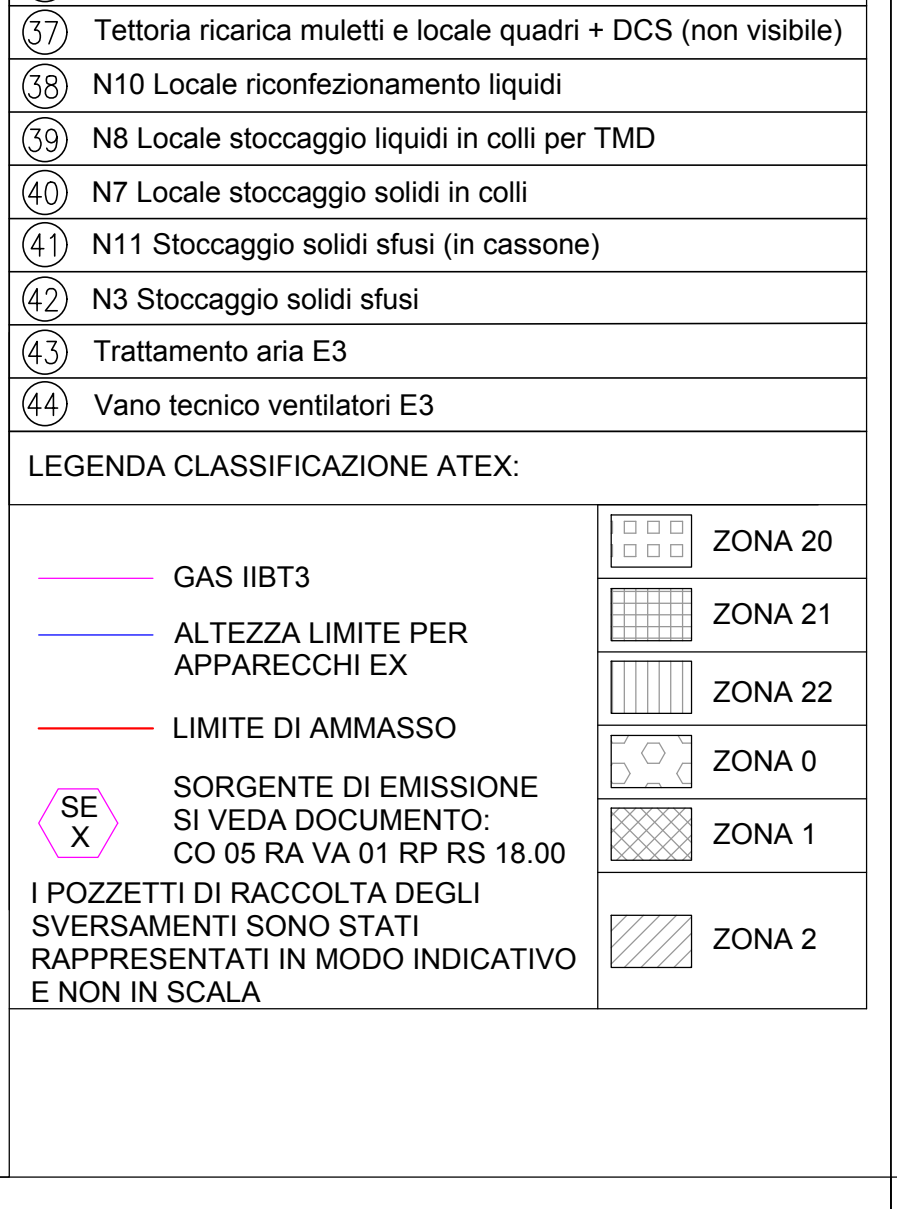 37 Tettoria ricarica muletti e locale quadri + DCS (non visibile)
38 N10 Locale riconfezionamento liquidi
39 N8 Locale stoccaggio liquidi in colli per TMD
40 N7 Locale stoccaggio solidi in colli
41 N11 Stoccaggio solidi sfusi (in cassone)
42 N3 Stoccaggio solidi sfusi
43 Trattamento aria E3
44 Vano tecnico ventilatori E3
LEGENDA CLASSIFICAZIONE ATEX:
GAS IIBT3
ALTEZZA LIMITE PER
APPARECCHI EX
LIMITE DI AMMASSO
SE
X
SORGENTE DI EMISSIONE
SI VEDA DOCUMENTO:
CO 05 RA VA 01 RP RS 18.00
I POZZETTI DI RACCOLTA DEGLI
SVERSAMENTI SONO STATI
RAPPRESENTATI IN MODO INDICATIVO
E NON IN SCALA
ZONA 20
ZONA 21
ZONA 22
ZONA 0
ZONA 1
ZONA 2